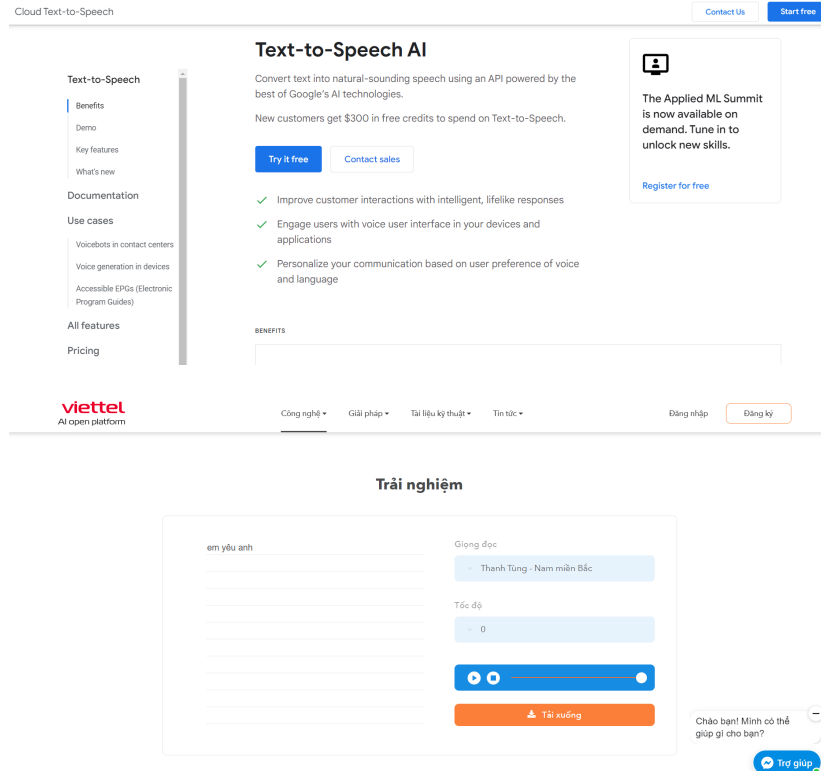 Cloud Text-to-Speech
Contact Us
Start free
Text-to-Speech
Benefits
Demo
Key features
What's new
Documentation
Use cases
Voicebots in contact centers
Voice generation in devices
Accessible EPGs (Electronic
Program Guides)
All features
Pricing
Text-to-Speech AI
Convert text into natural-sounding speech using an API powered by the
best of Google's AI technologies.
New customers get $300 in free credits to spend on Text-to-Speech.
Try it free
Contact sales
Improve customer interactions with intelligent, lifelike responses
Engage users with voice user interface in your devices and
applications
Personalize your communication based on user preference of voice
and language
BENEFITS
The Applied ML Summit
is now available on
demand. Tune in to
unlock new skills.
Register for free
viettel
AI open platform
Công nghệ
Giải pháp
Tài liệu kỹ thuật
Tin tức
Đăng nhập
Đăng ký
Trải nghiệm
em yêu anh
Giọng đọc
Thanh Tùng - Nam miền Bắc
Tốc độ
0
Tải xuống
Chào bạn! Mình có thể
giúp gì cho bạn?
Trợ giúp